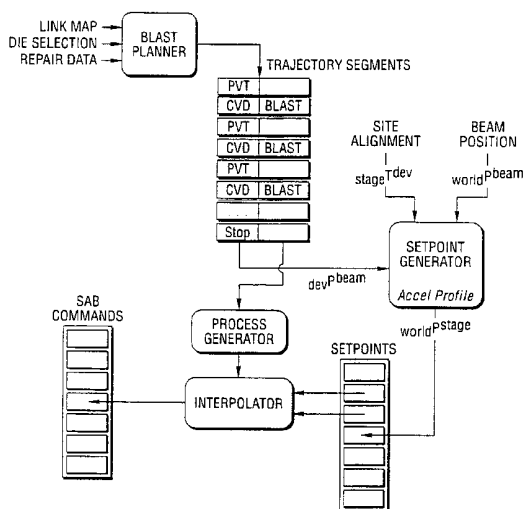 LINK MAP
DIE SELECTION
REPAIR DATA
BLAST
PLANNER
TRAJECTORY SEGMENTS
PVT
CVD BLAST
PVT
CVD BLAST
PVT
CVD BLAST
Stop
SITE
ALIGNMENT
BEAM
POSITION
stageTdev
worldPbeam
SETPOINT
GENERATOR
Accel Profile
devPbeam
worldPstage
SAB
COMMANDS
PROCESS
GENERATOR
SETPOINTS
INTERPOLATOR